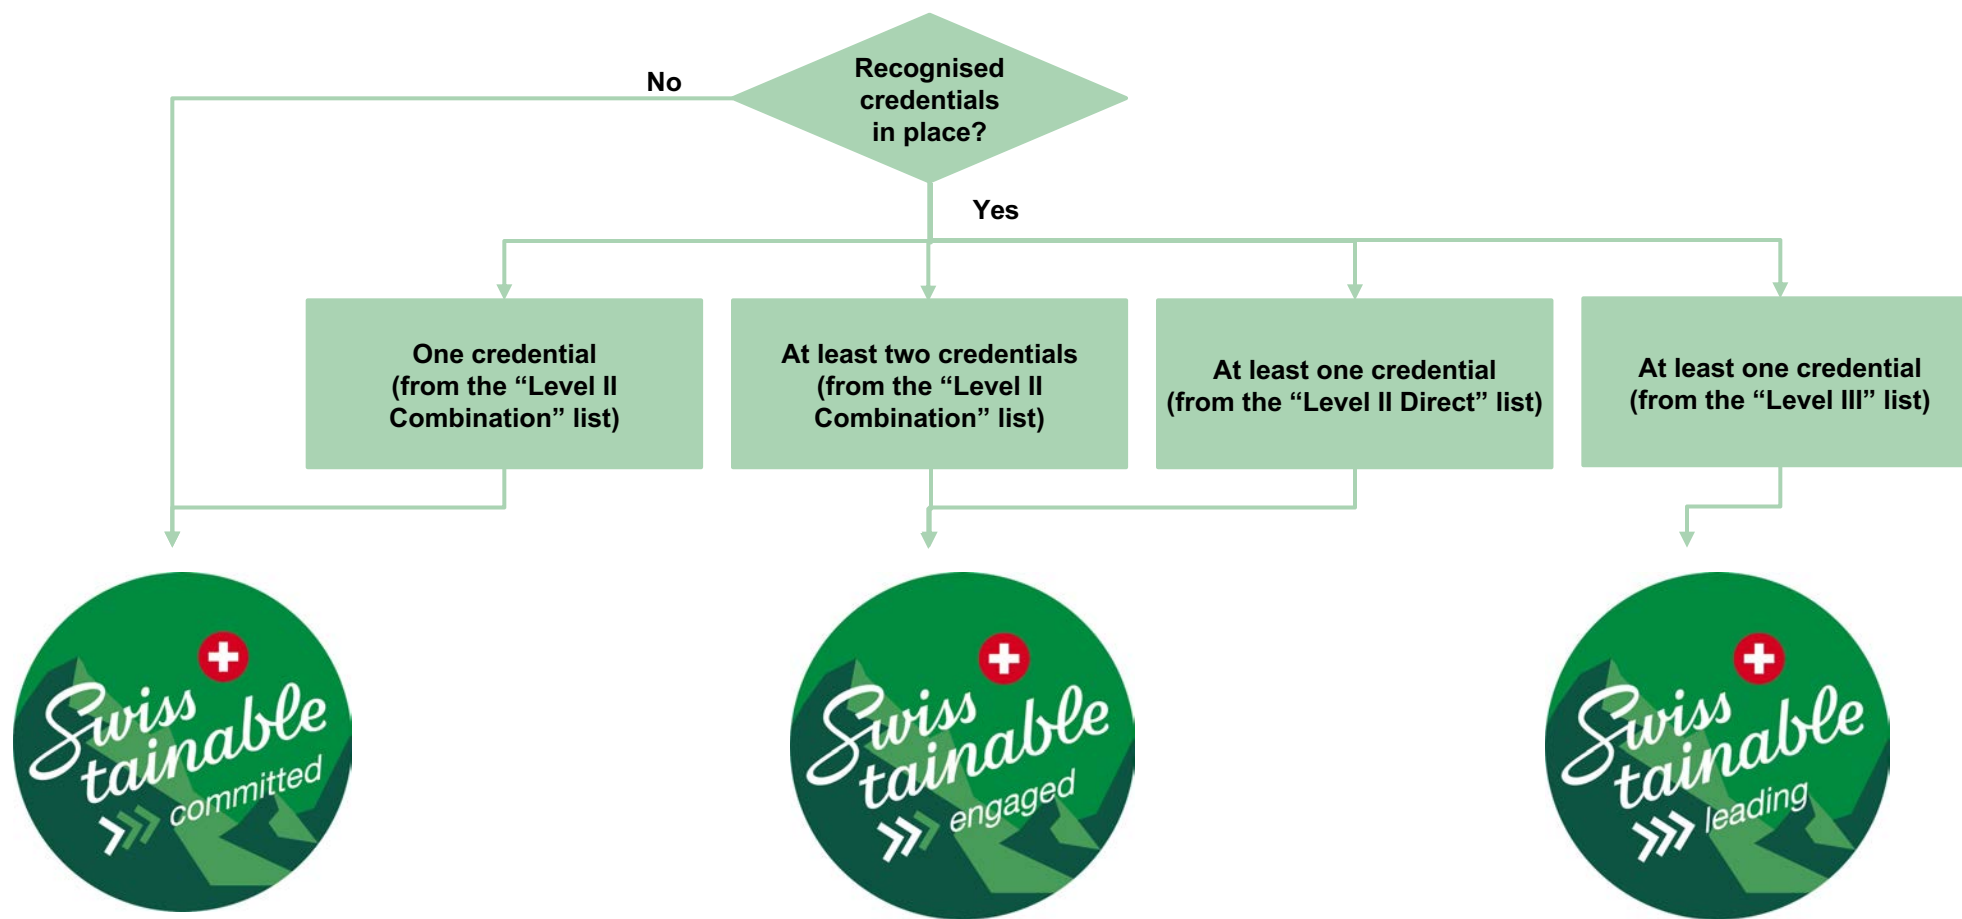 Recognised
credentials
in place?
No
Yes
One credential
(from the “Level II
Combination” list)
At least two credentials
(from the “Level II
Combination” list)
At least one credential
(from the “Level II Direct” list)
At least one credential
(from the “Level III” list)
Swiss
tainable
committed
Swiss
tainable
engaged
Swiss
tainable
leading